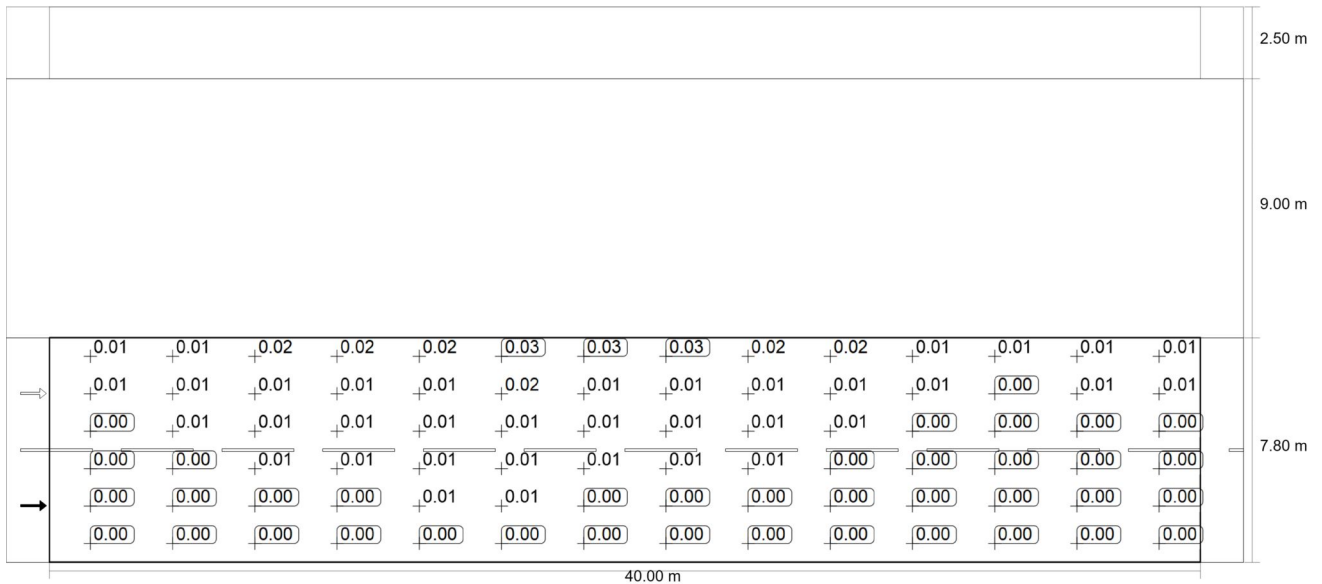 2.50 m
9.00 m
0.01 0.01 0.02 0.02 0.02 0.03 0.03 0.03 0.02 0.02 0.01 0.01 0.01 0.01
0.01 0.01 0.01 0.01 0.01 0.02 0.01 0.01 0.01 0.01 0.01 0.00 0.01 0.01
0.00 0.01 0.01 0.01 0.01 0.01 0.01 0.01 0.01 0.01 0.00 0.00 0.00 0.00
7.80 m
0.00 0.00 0.01 0.01 0.01 0.01 0.01 0.01 0.01 0.00 0.00 0.00 0.00 0.00
0.00 0.00 0.00 0.00 0.01 0.01 0.00 0.00 0.00 0.00 0.00 0.00 0.00 0.00
0.00 0.00 0.00 0.00 0.00 0.00 0.00 0.00 0.00 0.00 0.00 0.00 0.00 0.00
40.00 m